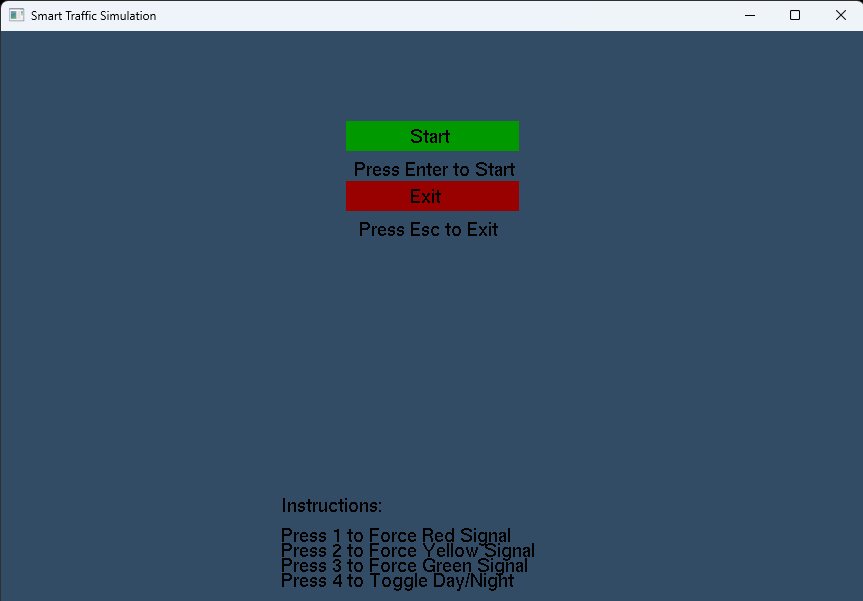 Smart Traffic Simulation
Start
Press Enter to Start
Exit
Press Esc to Exit
Instructions:
Press 1 to Force Red Signal
Press 2 to Force Yellow Signal
Press 3 to Force Green Signal
Press 4 to Toggle Day/Night